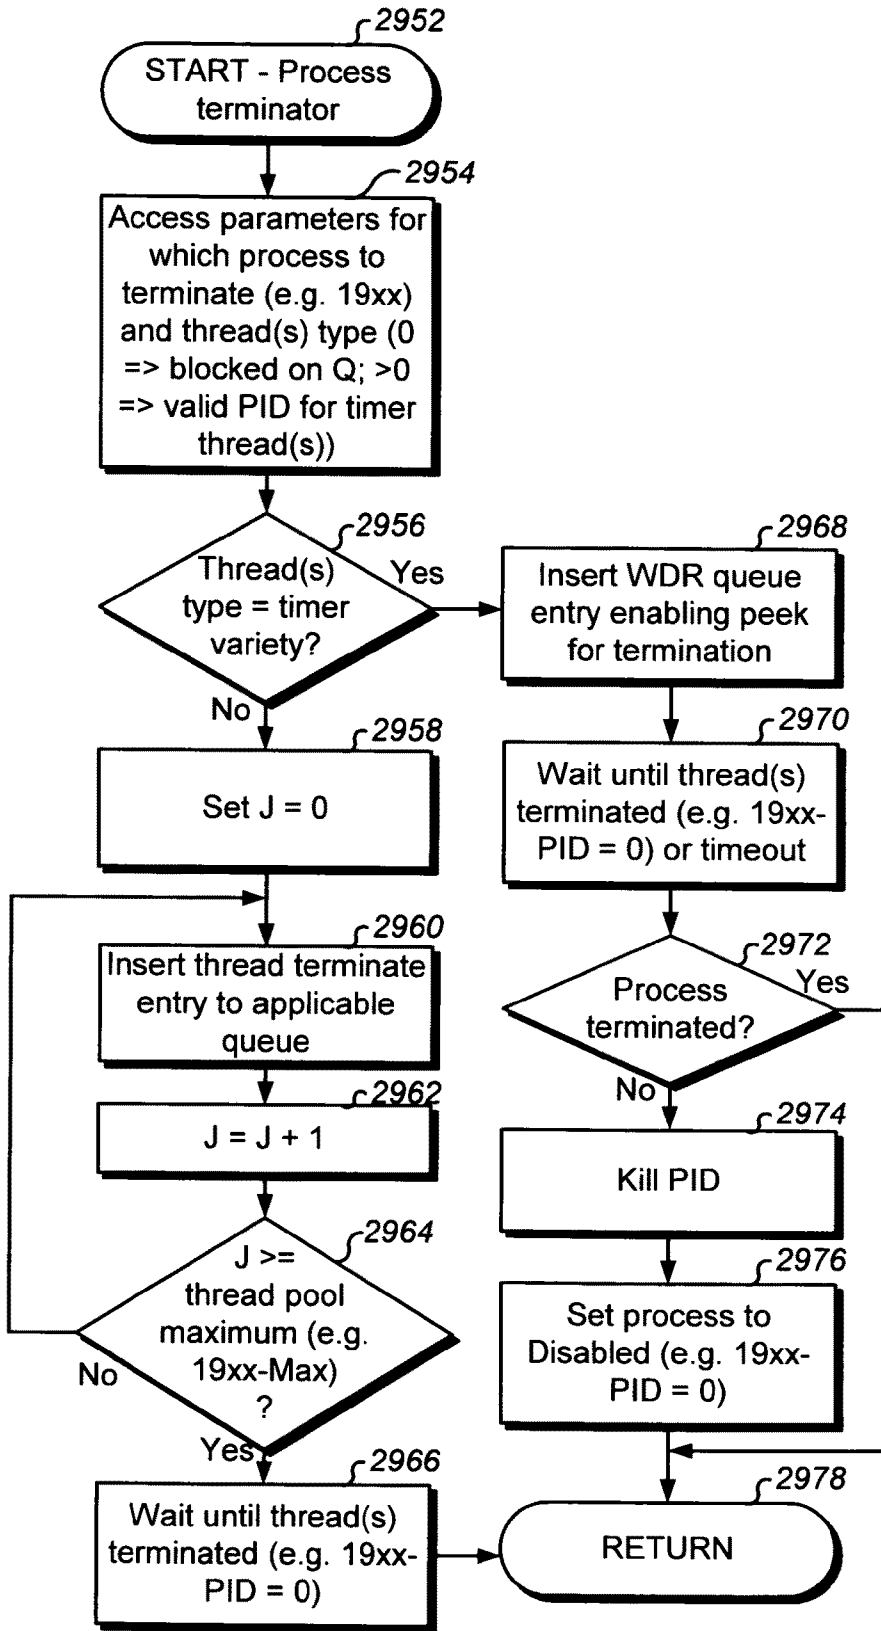 2952
START - Process
terminator
2954
Access parameters for
which process to
terminate (e.g. 19xx)
and thread(s) type (0
=> blocked on Q; >0
=> valid PID for timer
thread(s))
2956
Thread(s)
type = timer
variety?
Yes
No
2958
Set J = 0
2960
Insert thread terminate
entry to applicable
queue
2962
J = J + 1
2964
J >=
thread pool
maximum (e.g.
19xx-Max)
?
No
Yes
2966
Wait until thread(s)
terminated (e.g. 19xx-
PID = 0)
2968
Insert WDR queue
entry enabling peek
for termination
2970
Wait until thread(s)
terminated (e.g. 19xx-
PID = 0) or timeout
2972
Process
terminated?
Yes
No
2974
Kill PID
2976
Set process to
Disabled (e.g. 19xx-
PID = 0)
2978
RETURN